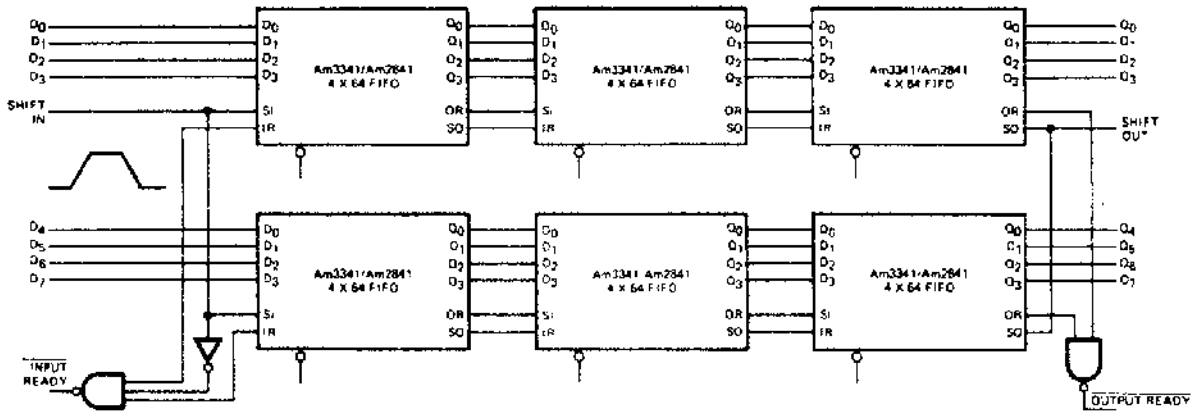 D0 D0 Q0 D0 Q0 D0 Q0 Q0
D1 D1 Q1 D1 Q1 D1 Q1
D2 D2 Q2 D2 Q2 D2 Q2 Q2
D3 D3 Q3 D3 Q3 D3 Q3 Q3
Am3341/Am2841 Am3341/Am2841 Am3341/Am2841
4 X 64 FIFO 4 X 64 FIFO 4 X 64 FIFO
SHIFT IN SI OR SI OR SI OR
IR SO IR SO IR SO SHIFT OUT
D4 D0 Q0 D0 Q0 D0 Q0 Q4
D5 D1 Q1 D1 Q1 D1 Q1 Q5
D6 D2 Q2 D2 Q2 D2 Q2 Q6
D7 D3 Q3 D3 Q3 D3 Q3 Q7
Am3341/Am2841 Am3341 Am2841 Am3341/Am2841
4 X 64 FIFO 4 X 64 FIFO 4 X 64 FIFO
SI OR SI OR SI OR
IR SO IR SO IR SO
INPUT
READY
OUTPUT READY